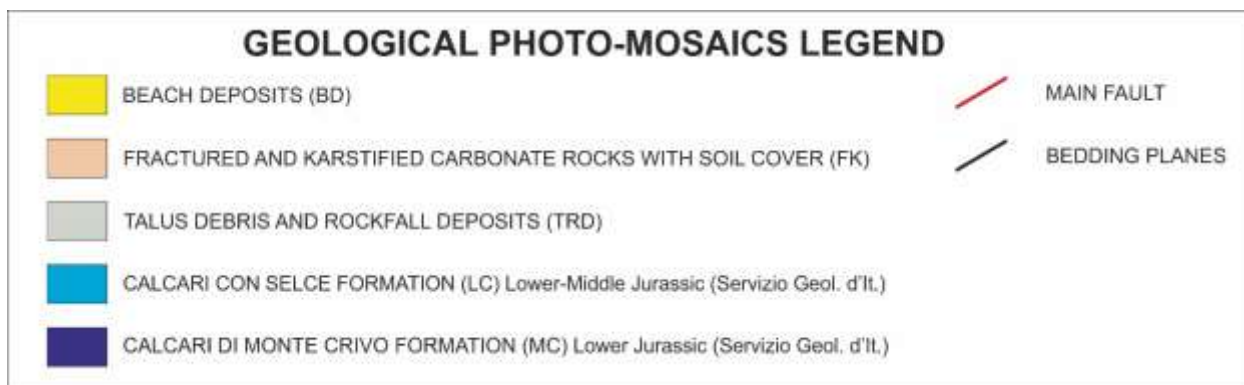 GEOLOGICAL PHOTO-MOSAICS LEGEND
BEACH DEPOSITS (BD)
FRACTURED AND KARSTIFIED CARBONATE ROCKS WITH SOIL COVER (FK)
TALUS DEBRIS AND ROCKFALL DEPOSITS (TRD)
CALCARI CON SELCE FORMATION (LC) Lower-Middle Jurassic (Servizio Geol. d'It.)
CALCARI DI MONTE CRIVO FORMATION (MC) Lower Jurassic (Servizio Geol. d'It.)
MAIN FAULT
BEDDING PLANES